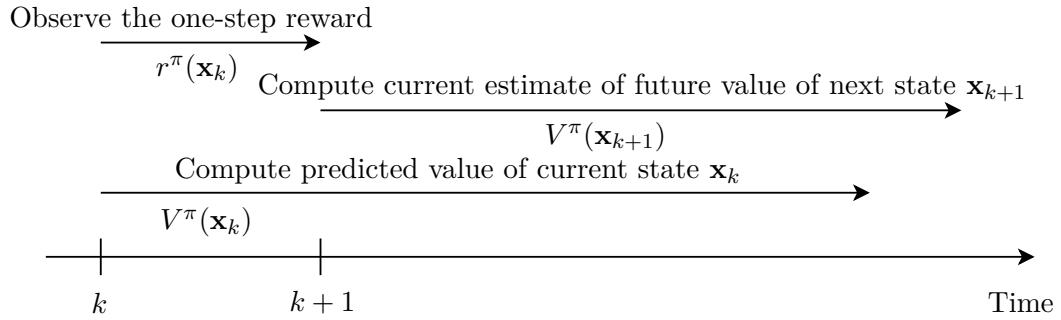 Observe the one-step reward
r^π(𝐱_k)
Compute current estimate of future value of next state 𝐱_{k+1}
V^π(𝐱_{k+1})
Compute predicted value of current state 𝐱_k
V^π(𝐱_k)
k
k + 1
Time